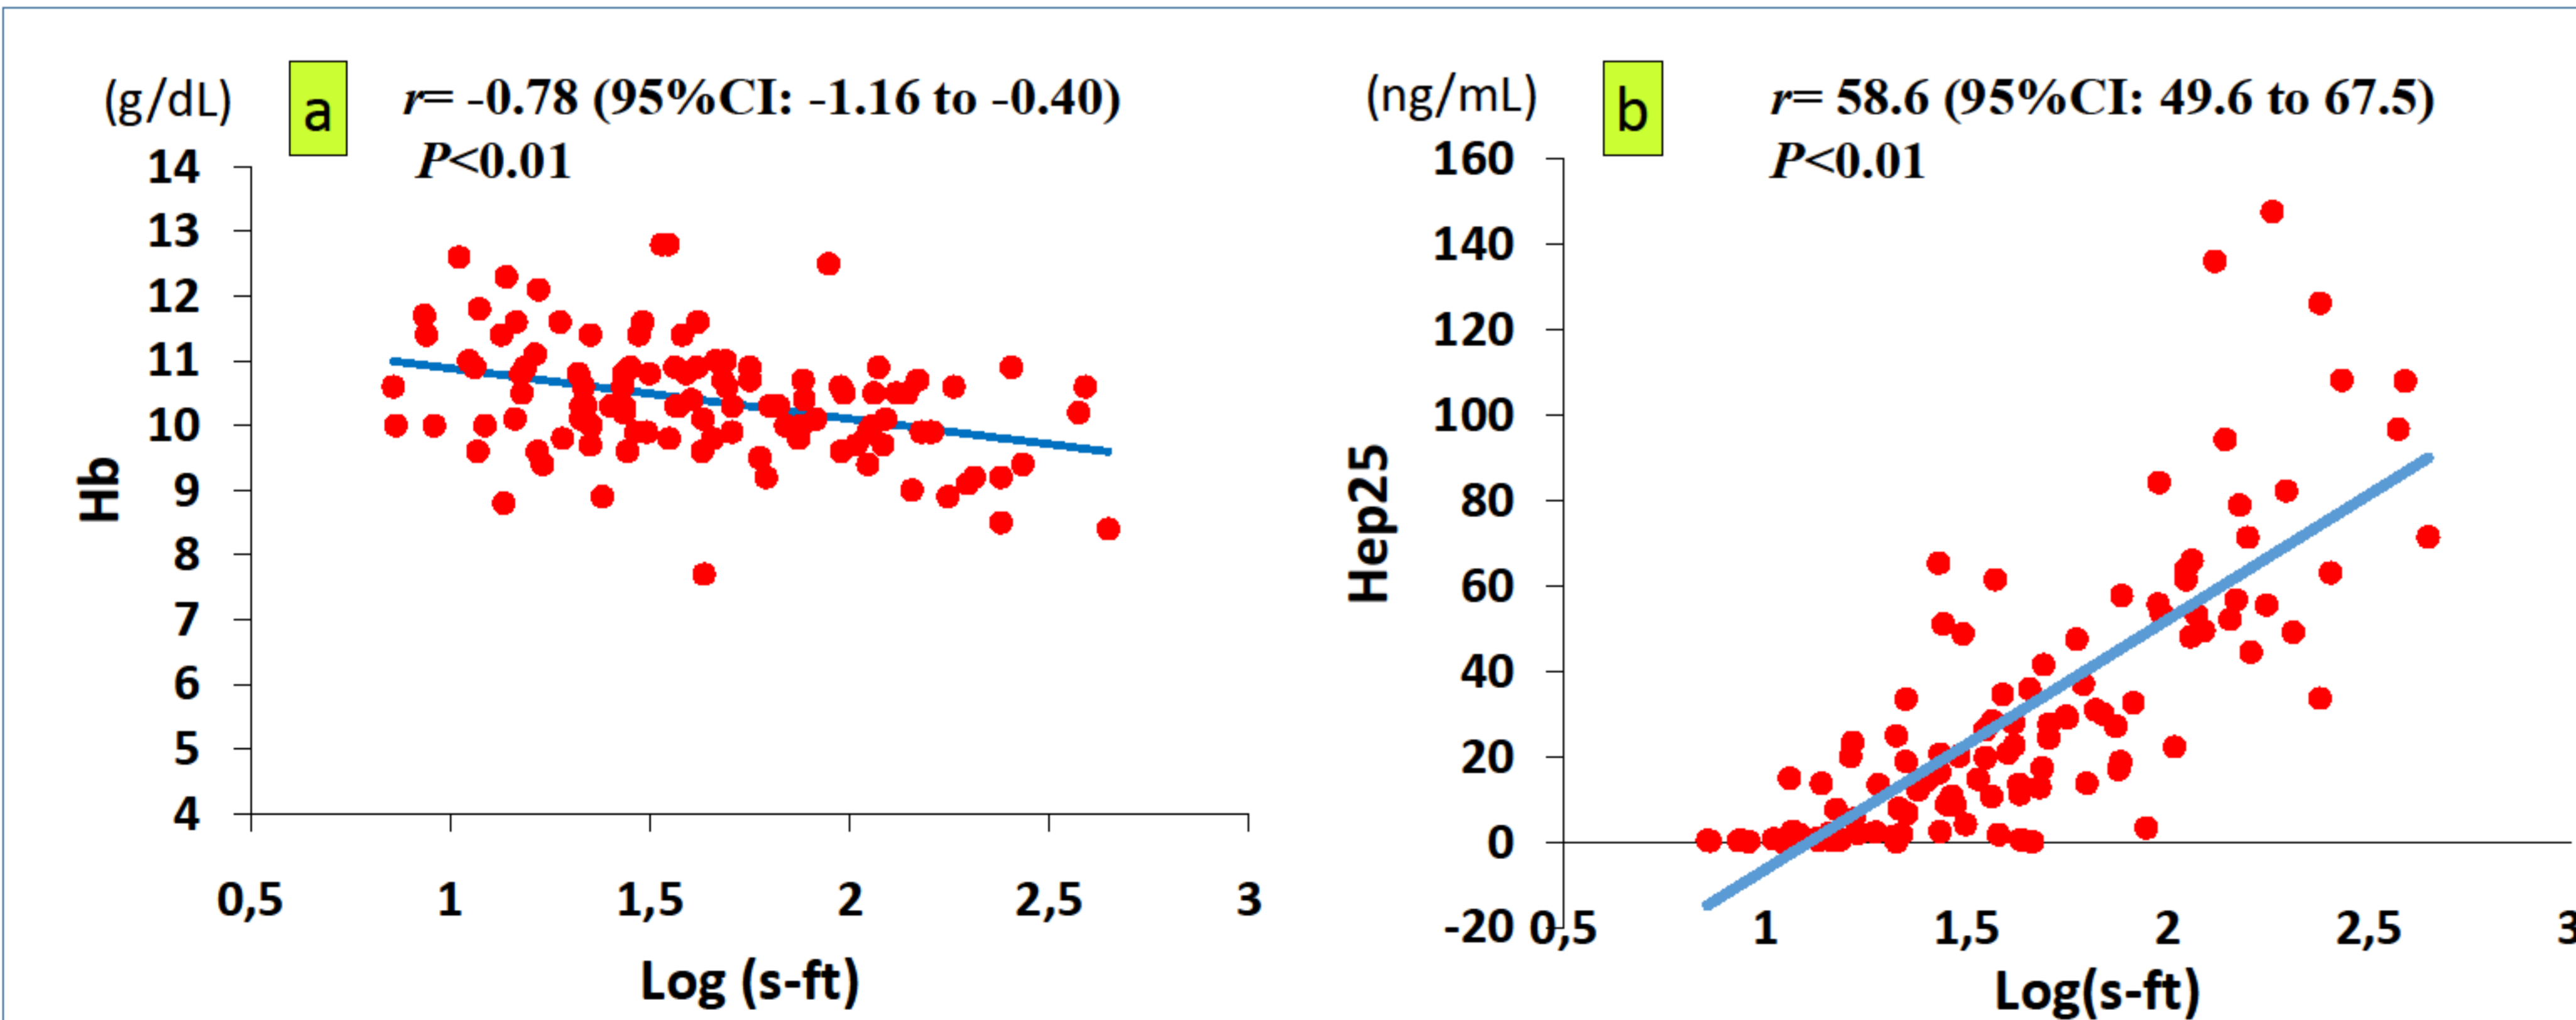 (g/dL)
a
r= -0.78 (95%CI: -1.16 to -0.40)
P<0.01
14
13
12
11
10
9
8
7
6
5
4
Hb
0,5 1 1,5 2 2,5 3
Log (s-ft)
(ng/mL)
b
r= 58.6 (95%CI: 49.6 to 67.5)
P<0.01
160
140
120
100
80
60
40
20
0
-20
Hep25
0,5 1 1,5 2 2,5 3
Log(s-ft)